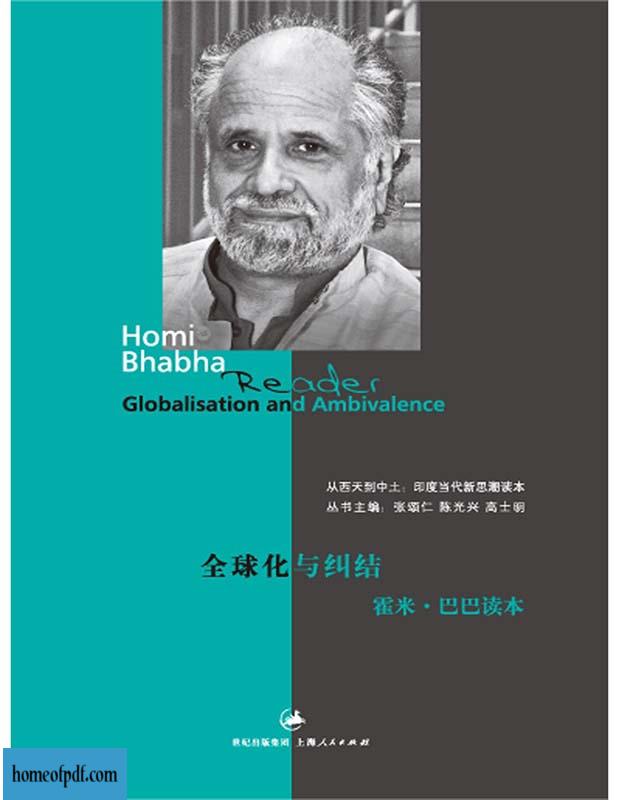 Homi
Bhabha
Reader
Globalisation and Ambivalence
从西天到中土：印度当代新思潮读本
丛书主编：张颂仁 陈光兴 高士明
全球化与纠结
霍米·巴巴读本
世纪出版集团 上海人民出版社
homeofpdf.com